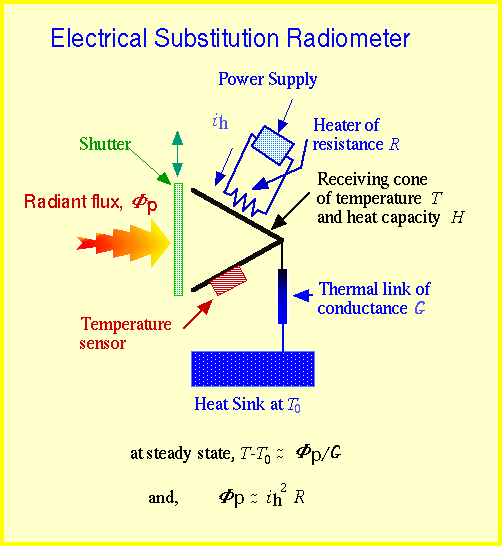 Electrical Substitution Radiometer
Power Supply
ih
Heater of
resistance R
Shutter
Receiving cone
of temperature T
and heat capacity H
Radiant flux, Φp
Thermal link of
conductance G
Temperature
sensor
Heat Sink at T0
at steady state, T-T0 ≈ Φp/G
and, Φp ≈ ih² R